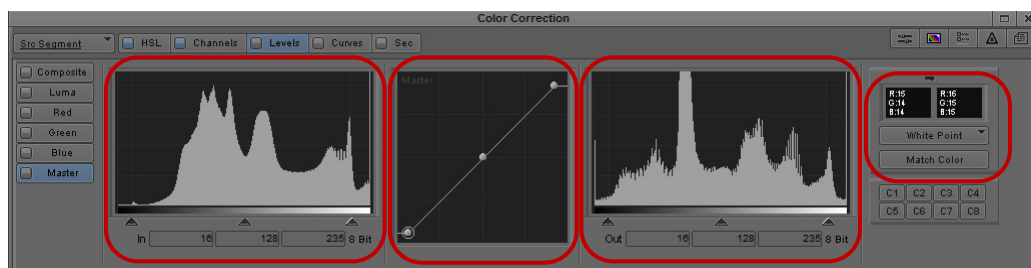 Color Correction
Src Segment HSL Channels Levels Curves Sec
Composite
Luma
Red
Green
Blue
Master
Master
In 16 128 235 8 Bit
Out 16 128 235 8 Bit
R:15 R:16
G:14 G:15
B:14 B:15
White Point
Match Color
C1 C2 C3 C4
C5 C6 C7 C8